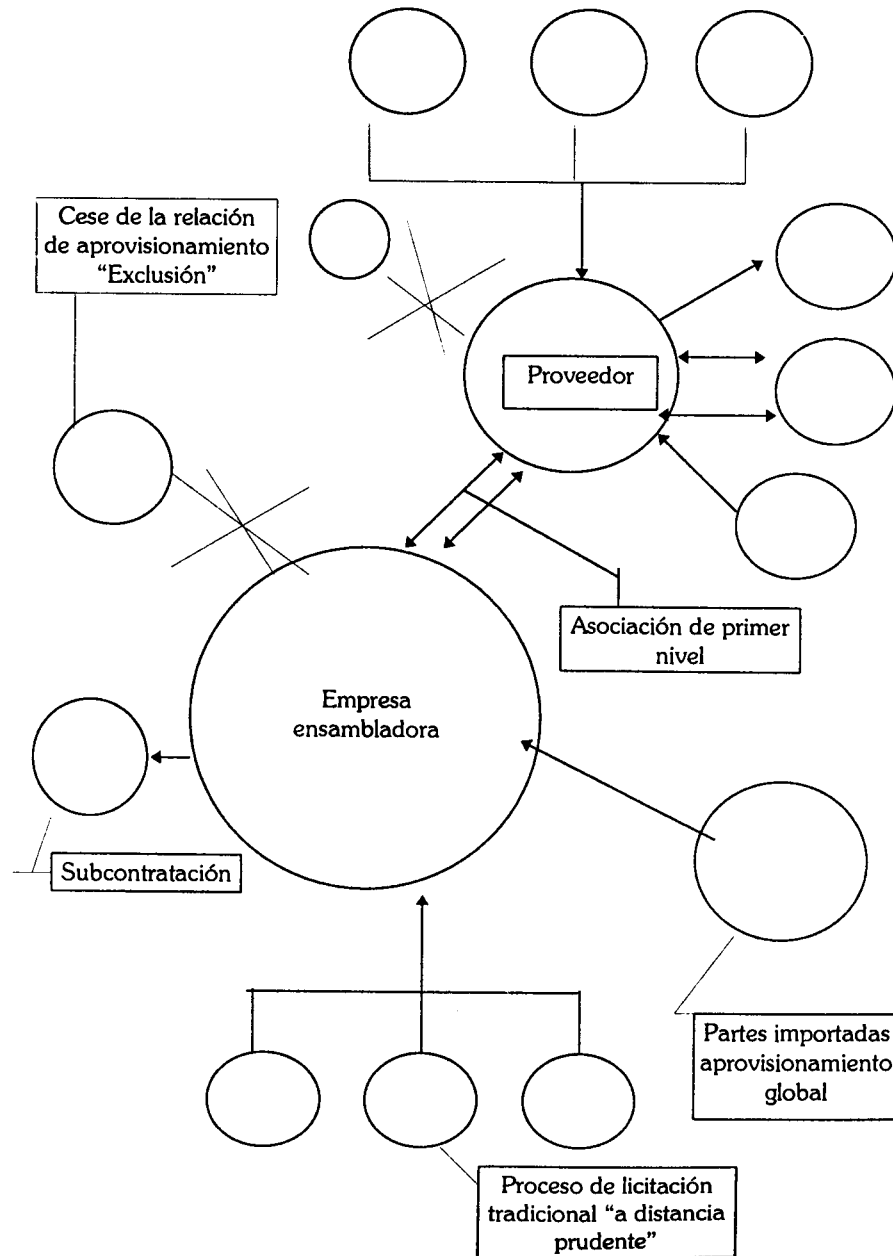 Cese de la relación
de aprovisionamiento
“Exclusión”
Proveedor
Asociación de primer
nivel
Empresa
ensambladora
Subcontratación
Partes importadas
aprovisionamiento
global
Proceso de licitación
tradicional “a distancia
prudente”